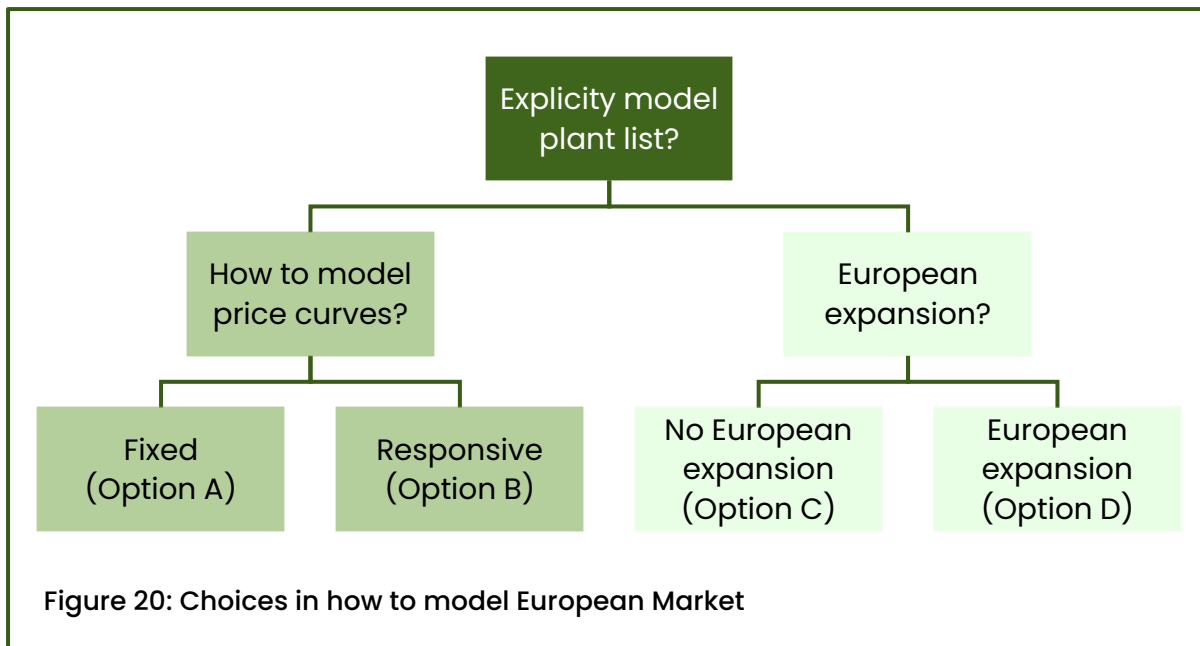 Explicity model
plant list?
How to model
price curves?
European
expansion?
Fixed
(Option A)
Responsive
(Option B)
No European
expansion
(Option C)
European
expansion
(Option D)
Figure 20: Choices in how to model European Market